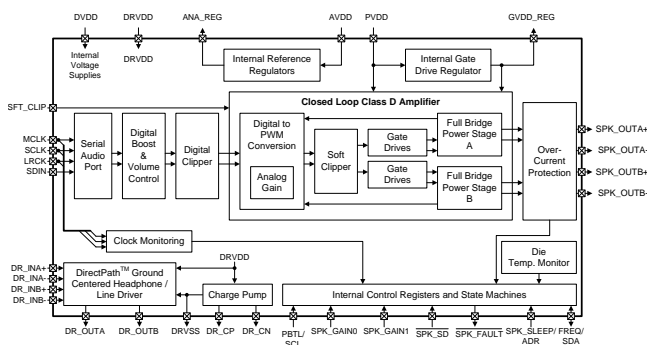 DVDD
DRVDD
ANA_REG
AVDD
PVDD
GVDD_REG
Internal
Voltage
Supplies
DRVDD
Internal Reference
Regulators
Internal Gate
Drive Regulator
SFT_CLIP
Closed Loop Class D Amplifier
MCLK
SCLK
LRCK
SDIN
Serial
Audio
Port
Digital
Boost
&
Volume
Control
Digital
Clipper
Digital to
PWM
Conversion
Analog
Gain
Soft
Clipper
Gate
Drives
Gate
Drives
Full Bridge
Power Stage
A
Full Bridge
Power Stage
B
Over-
Current
Protection
SPK_OUTA+
SPK_OUTA-
SPK_OUTB+
SPK_OUTB-
Clock Monitoring
Die
Temp. Monitor
DR_INA+
DR_INA-
DR_INB+
DR_INB-
DirectPath™ Ground
Centered Headphone /
Line Driver
DRVDD
Charge Pump
Internal Control Registers and State Machines
DR_OUTA
DR_OUTB
DRVSS
DR_CP
DR_CN
PBTL/
SCL
SPK_GAIN0
SPK_GAIN1
SPK_SD
SPK_FAULT
SPK_SLEEP/
ADR
FREQ/
SDA